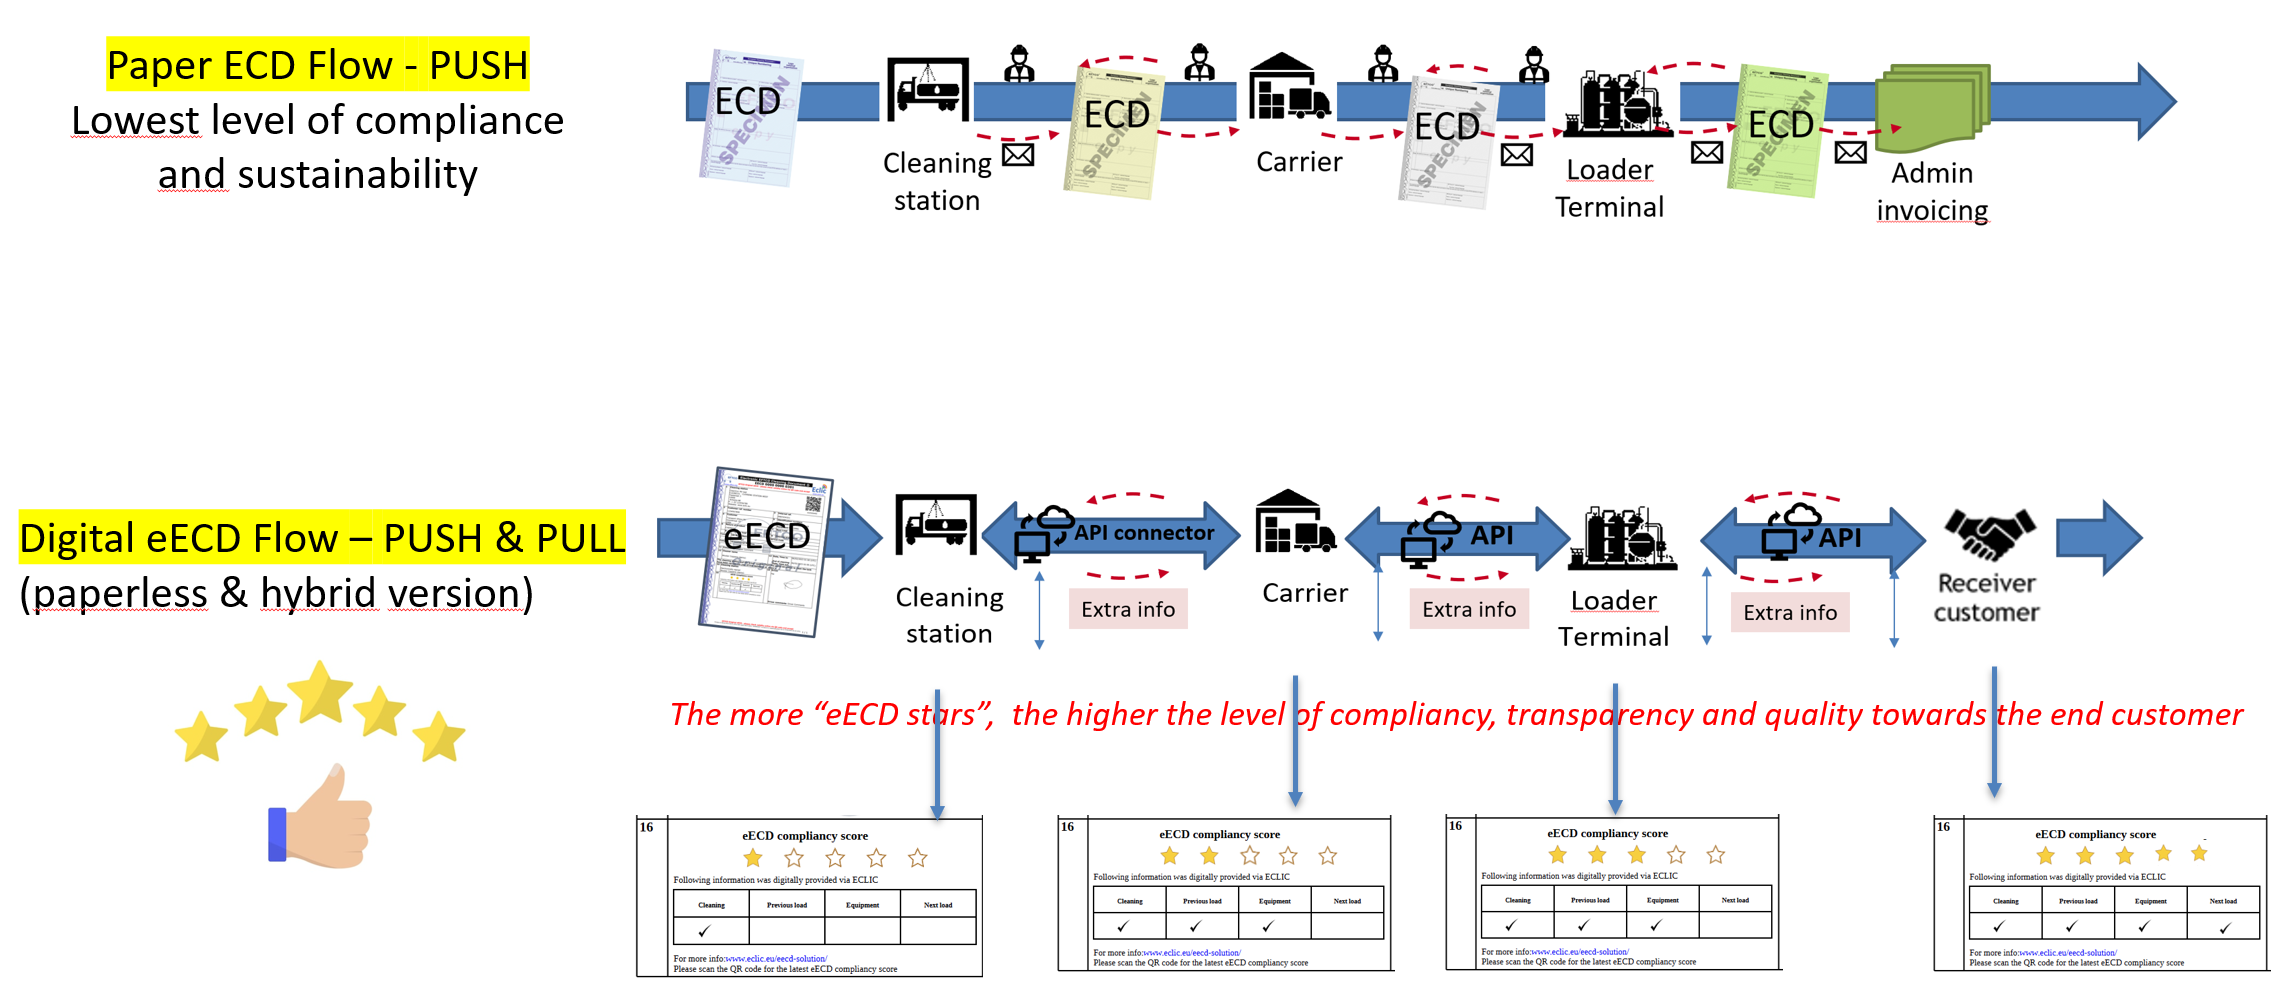 Paper ECD Flow - PUSH
Lowest level of compliance
and sustainability
ECD
SPECIMEN
Cleaning
station
ECD
SPECIMEN
Carrier
ECD
SPECIMEN
Loader
Terminal
ECD
SPECIMEN
Admin
invoicing
Digital eECD Flow – PUSH & PULL
(paperless & hybrid version)
eECD
Cleaning
station
API connector
Extra info
Carrier
API
Extra info
Loader
Terminal
API
Extra info
Receiver
customer
The more “eECD stars”, the higher the level of compliancy, transparency and quality towards the end customer
16
eECD compliancy score
Following information was digitally provided via ECLIC
Cleaning Previous load Equipment Next load
✓
For more info:www.eclic.eu/eecd-solution/
Please scan the QR code for the latest eECD compliancy score
16
eECD compliancy score
Following information was digitally provided via ECLIC
Cleaning Previous load Equipment Next load
✓ ✓ ✓
For more info:www.eclic.eu/eecd-solution/
Please scan the QR code for the latest eECD compliancy score
16
eECD compliancy score
Following information was digitally provided via ECLIC
Cleaning Previous load Equipment Next load
✓ ✓ ✓
For more info:www.eclic.eu/eecd-solution/
Please scan the QR code for the latest eECD compliancy score
16
eECD compliancy score
Following information was digitally provided via ECLIC
Cleaning Previous load Equipment Next load
✓ ✓ ✓ ✓
For more info:www.eclic.eu/eecd-solution/
Please scan the QR code for the latest eECD compliancy score